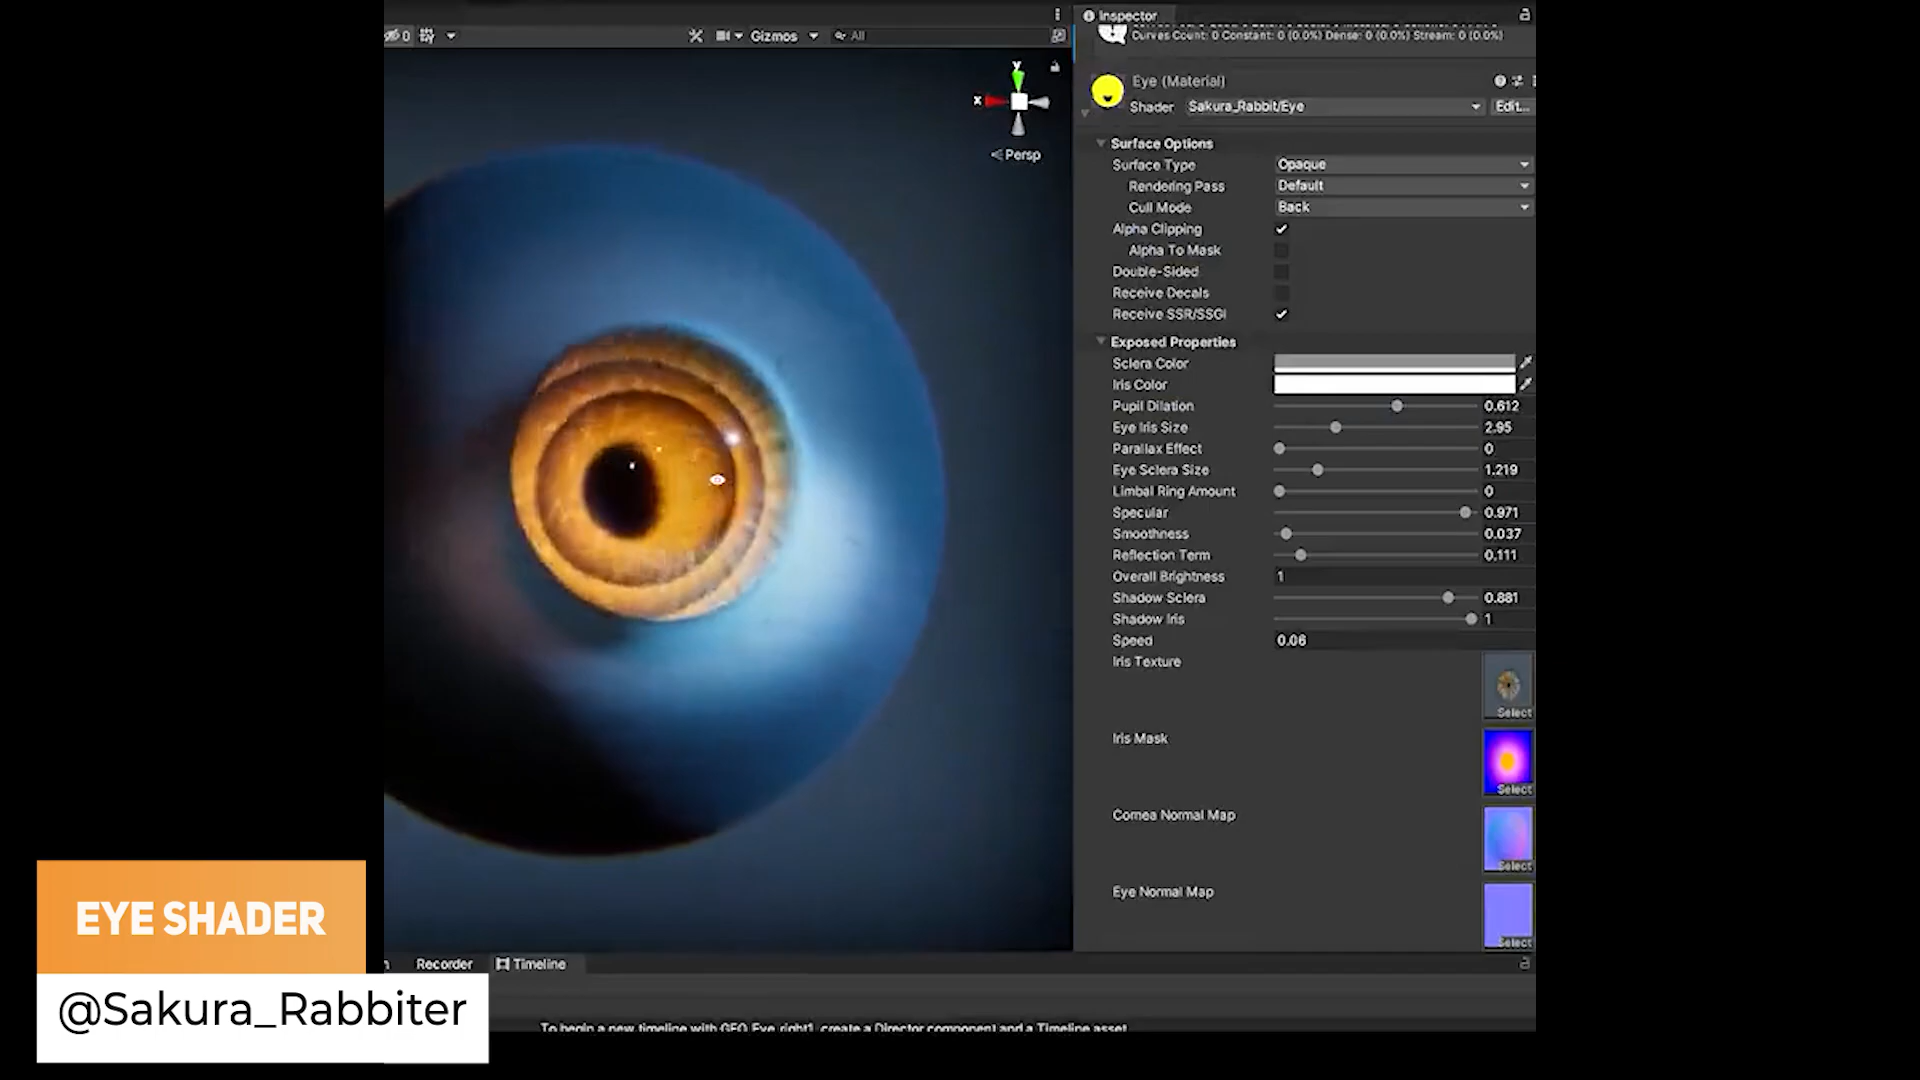 Inspector
0
Gizmos
All
Curves Count: 0 Constant: 0 (0.0%) Dense: 0 (0.0%) Stream: 0 (0.0%)
Eye (Material)
Shader Sakura_Rabbit/Eye Edit...
Y
X
Persp
Surface Options
Surface Type Opaque
Rendering Pass Default
Cull Mode Back
Alpha Clipping
Alpha To Mask
Double-Sided
Receive Decals
Receive SSR/SSGI
Exposed Properties
Sclera Color
Iris Color
Pupil Dilation 0.612
Eye Iris Size 2.95
Parallax Effect 0
Eye Sclera Size 1.219
Limbal Ring Amount 0
Specular 0.971
Smoothness 0.037
Reflection Term 0.111
Overall Brightness 1
Shadow Sclera 0.881
Shadow Iris 1
Speed 0.06
Iris Texture
Select
Iris Mask
Select
Cornea Normal Map
Select
Eye Normal Map
Select
Recorder Timeline
To begin a new timeline with GEO_Eye_right1, create a Director component and a Timeline asset
EYE SHADER
@Sakura_Rabbiter